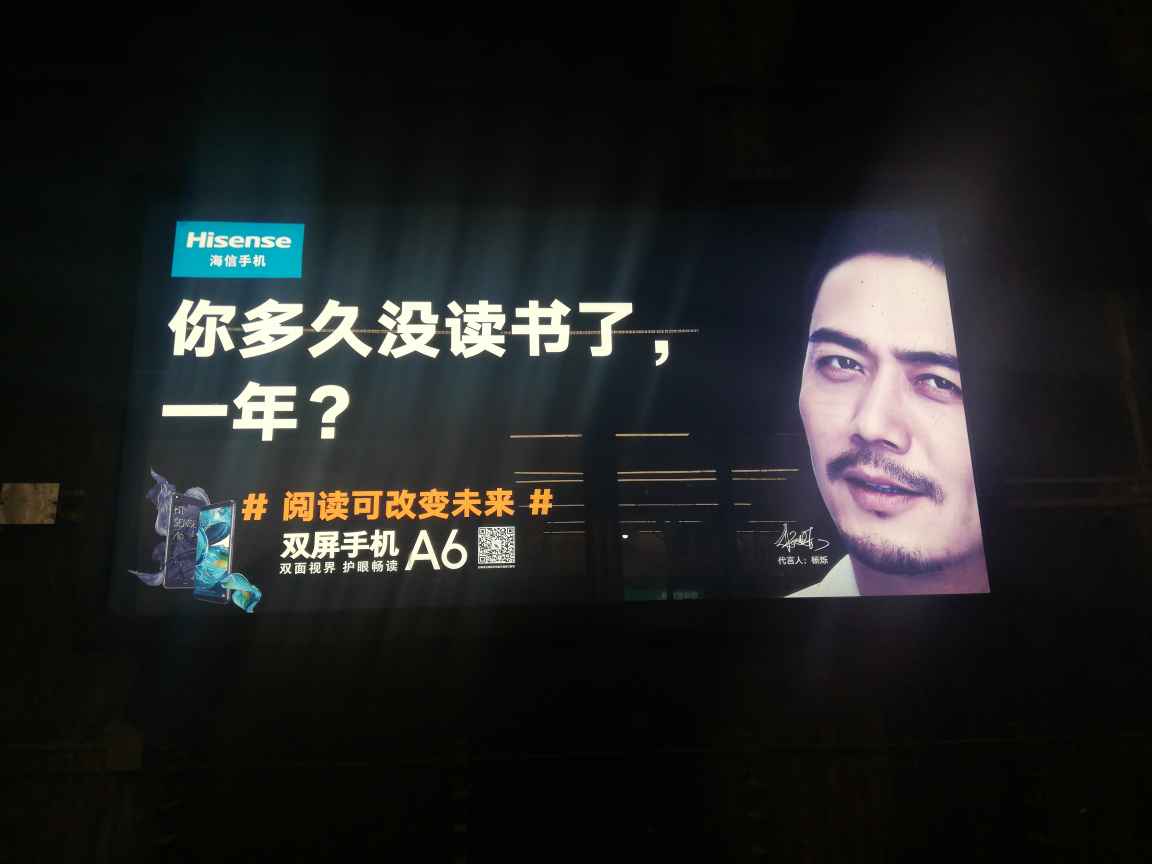 Hisense
海信手机
你多久没读书了，
一年？
# 阅读可改变未来 #
双屏手机 A6
双面视界 护眼畅读
代言人：杨烁